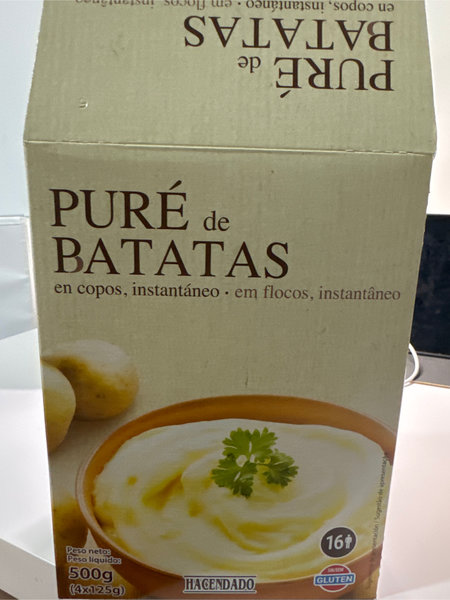 en copos, instantáneo · em flocos, instantâneo
PURÉ de
BATATAS
PURÉ de
BATATAS
en copos, instantáneo · em flocos, instantâneo
16
Peso neto:
Peso líquido:
500g
(4x125g)
HACENDADO
SIN/SEM
GLUTEN